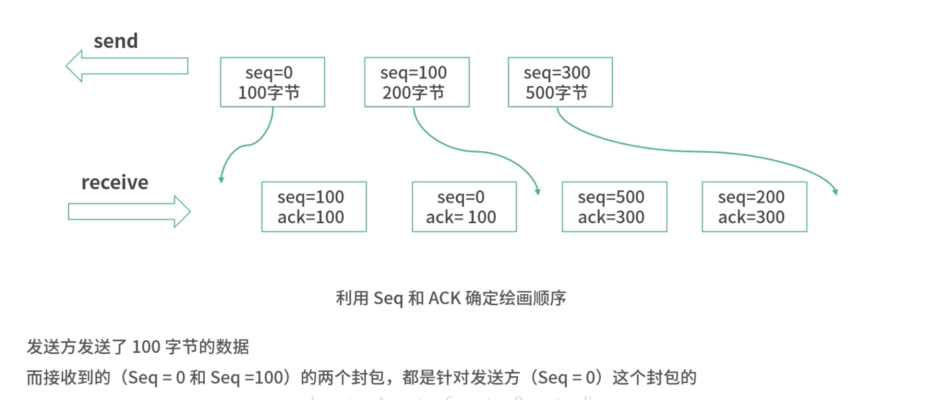 send
seq=0
100字节
seq=100
200字节
seq=300
500字节
receive
seq=100
ack=100
seq=0
ack= 100
seq=500
ack=300
seq=200
ack=300
利用 Seq 和 ACK 确定绘画顺序
发送方发送了 100 字节的数据
而接收到的（Seq = 0 和 Seq =100）的两个封包，都是针对发送方（Seq = 0）这个封包的